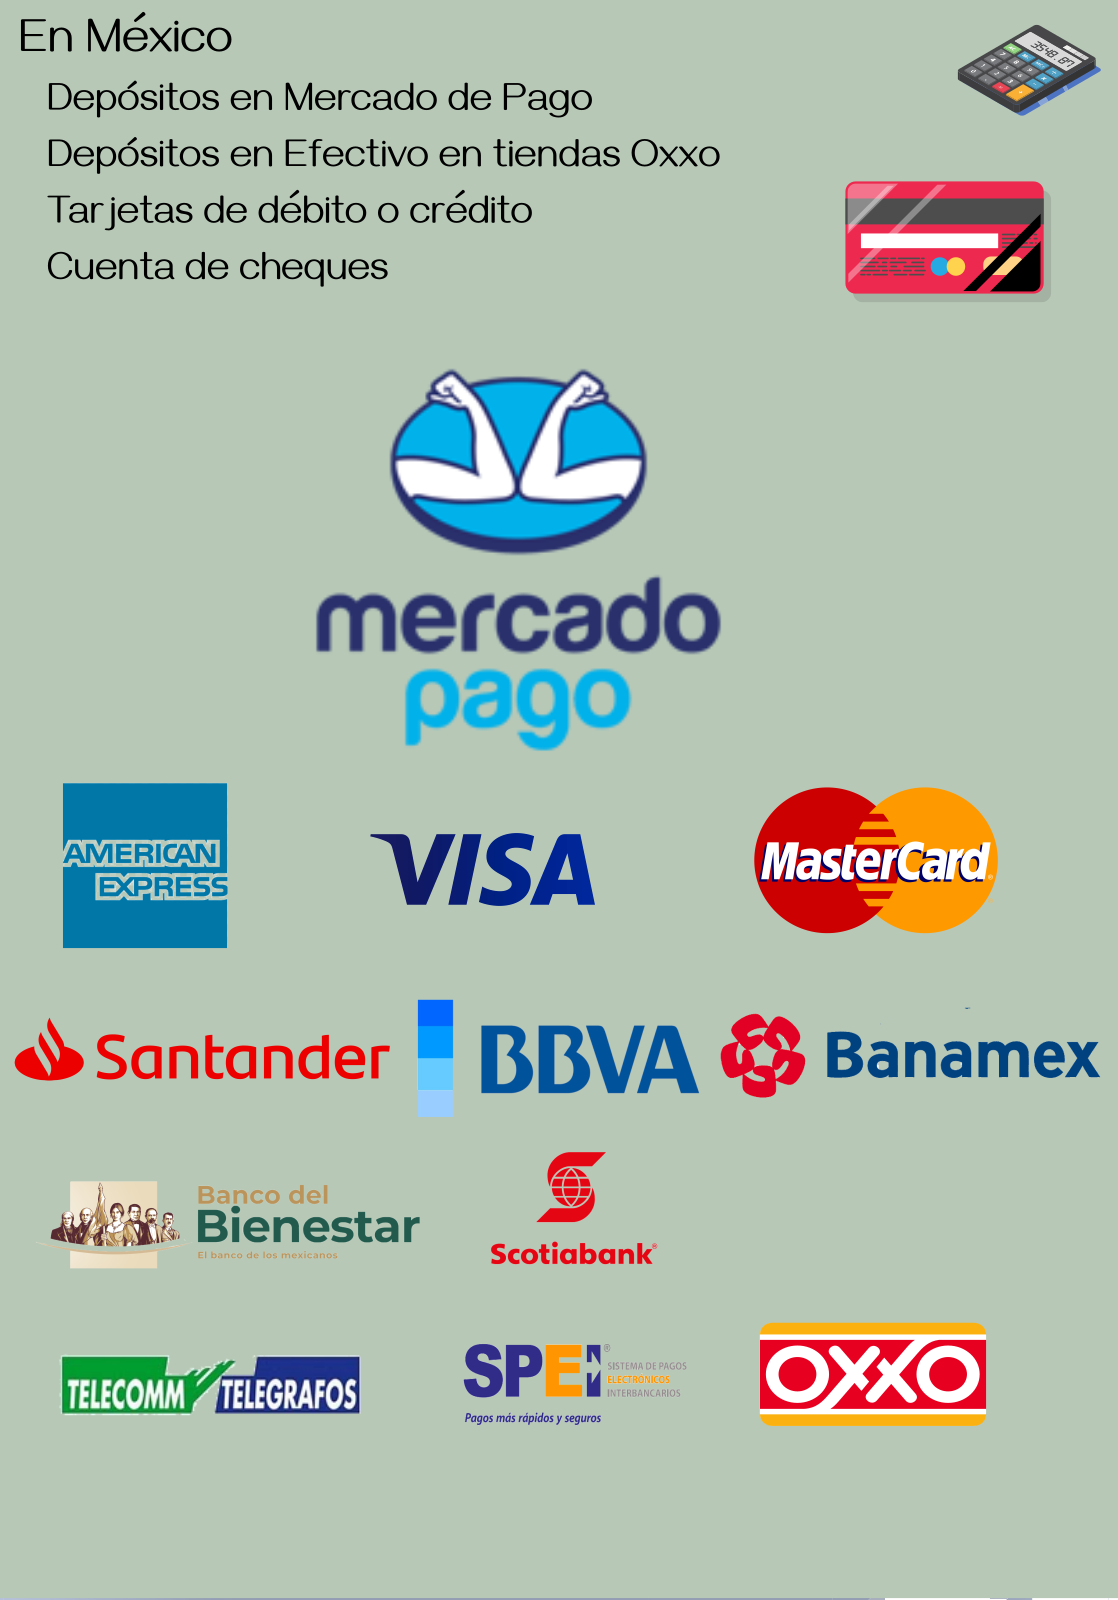 En México
3548.87
Depósitos en Mercado de Pago
Depósitos en Efectivo en tiendas Oxxo
Tarjetas de débito o crédito
Cuenta de cheques
mercado
pago
AMERICAN
EXPRESS
VISA
MasterCard
Santander
BBVA
Banamex
Banco del
Bienestar
El banco de los mexicanos
Scotiabank®
TELECOMM TELEGRAFOS
SPEI®
SISTEMA DE PAGOS
ELECTRÓNICOS
INTERBANCARIOS
Pagos más rápidos y seguros
OXXO